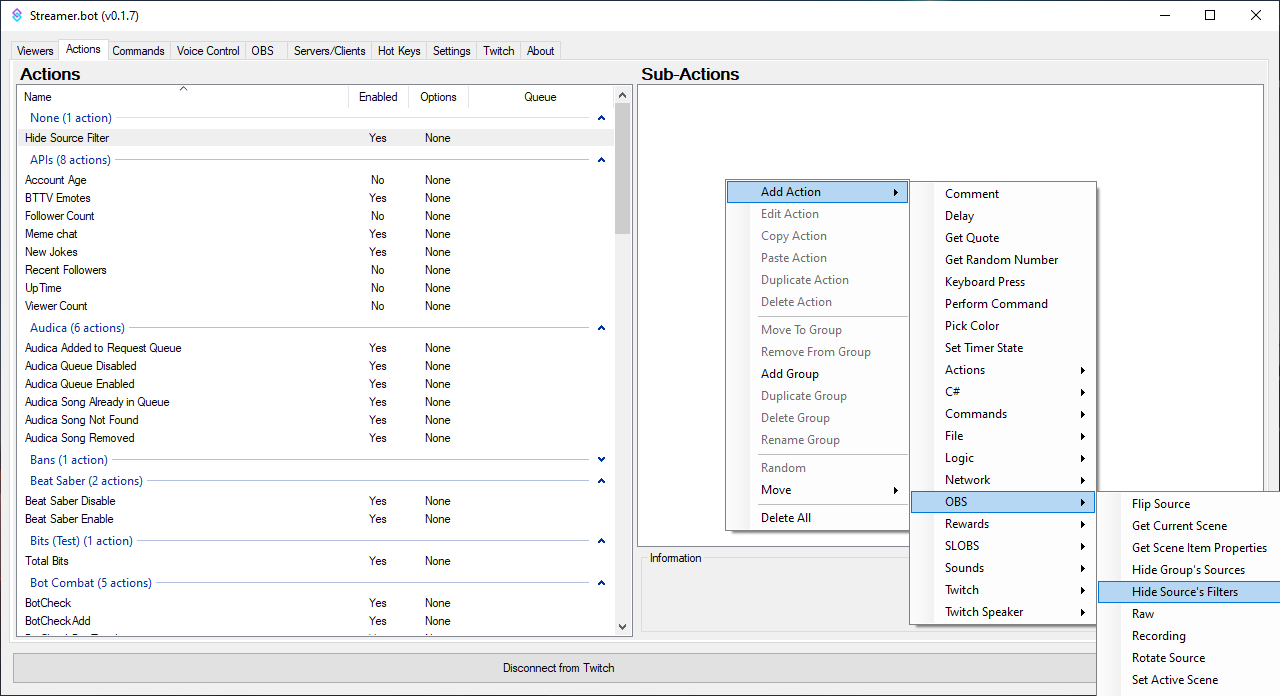 Streamer.bot (v0.1.7)
Viewers Actions Commands Voice Control OBS Servers/Clients Hot Keys Settings Twitch About
Actions
Name Enabled Options Queue
None (1 action)
Hide Source Filter Yes None
APIs (8 actions)
Account Age No None
BTTV Emotes Yes None
Follower Count No None
Meme chat Yes None
New Jokes Yes None
Recent Followers No None
UpTime No None
Viewer Count No None
Audica (6 actions)
Audica Added to Request Queue Yes None
Audica Queue Disabled Yes None
Audica Queue Enabled Yes None
Audica Song Already in Queue Yes None
Audica Song Not Found Yes None
Audica Song Removed Yes None
Bans (1 action)
Beat Saber (2 actions)
Beat Saber Disable Yes None
Beat Saber Enable Yes None
Bits (Test) (1 action)
Total Bits Yes None
Bot Combat (5 actions)
BotCheck Yes None
BotCheckAdd Yes None
Sub-Actions
Add Action
Edit Action
Copy Action
Paste Action
Duplicate Action
Delete Action
Move To Group
Remove From Group
Add Group
Duplicate Group
Delete Group
Rename Group
Random
Move
Delete All
Comment
Delay
Get Quote
Get Random Number
Keyboard Press
Perform Command
Pick Color
Set Timer State
Actions
C#
Commands
File
Logic
Network
OBS
Rewards
SLOBS
Sounds
Twitch
Twitch Speaker
Flip Source
Get Current Scene
Get Scene Item Properties
Hide Group's Sources
Hide Source's Filters
Raw
Recording
Rotate Source
Set Active Scene
Information
Disconnect from Twitch